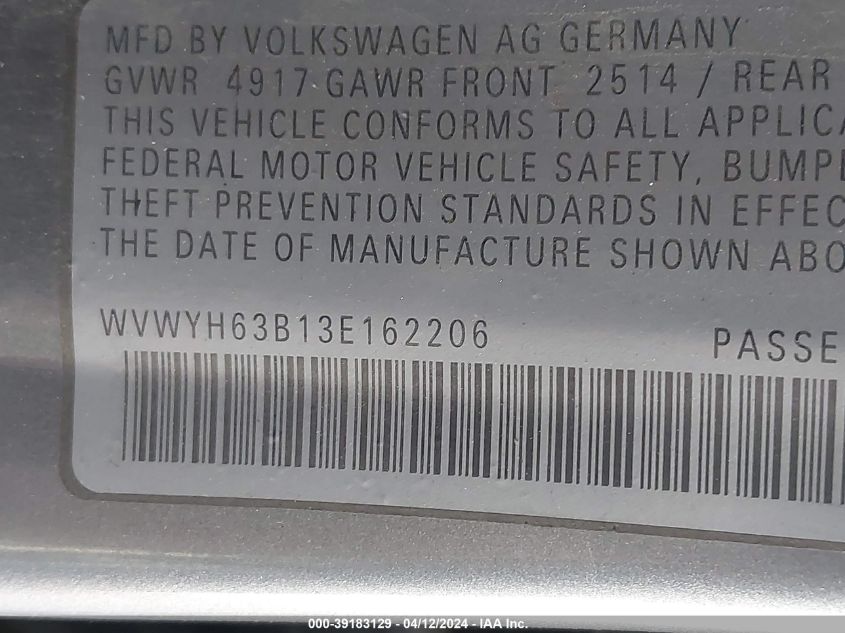 MFD BY VOLKSWAGEN AG GERMANY
GVWR 4917 GAWR FRONT 2514 / REAR
THIS VEHICLE CONFORMS TO ALL APPLICA
FEDERAL MOTOR VEHICLE SAFETY, BUMPE
THEFT PREVENTION STANDARDS IN EFFEC
THE DATE OF MANUFACTURE SHOWN ABO
WVWYH63B13E162206 PASSE
000-39183129 - 04/12/2024 - IAA Inc.